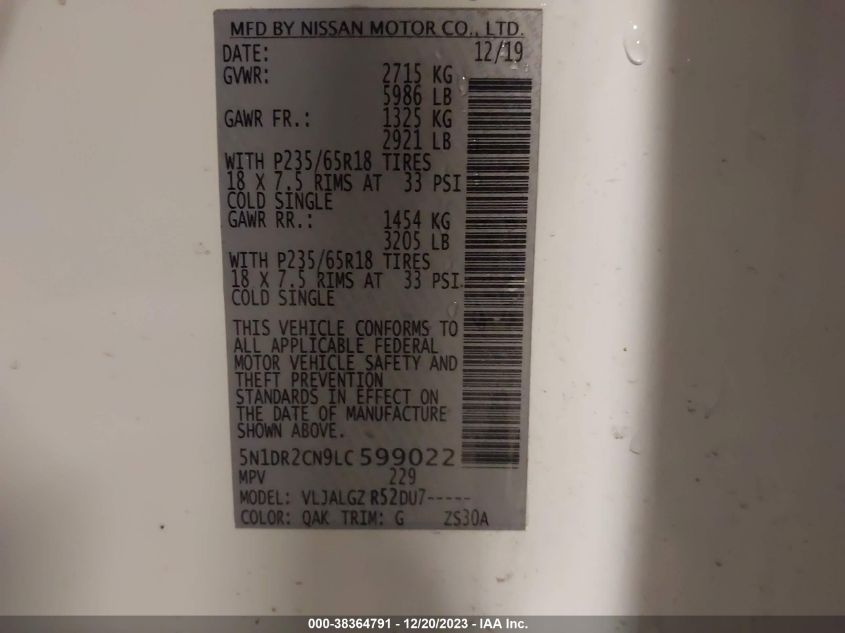 MFD BY NISSAN MOTOR CO., LTD.
DATE: 12/19
GVWR: 2715 KG
5986 LB
GAWR FR.: 1325 KG
2921 LB
WITH P235/65R18 TIRES
18 X 7.5 RIMS AT 33 PSI
COLD SINGLE
GAWR RR.: 1454 KG
3205 LB
WITH P235/65R18 TIRES
18 X 7.5 RIMS AT 33 PSI
COLD SINGLE
THIS VEHICLE CONFORMS TO
ALL APPLICABLE FEDERAL
MOTOR VEHICLE SAFETY AND
THEFT PREVENTION
STANDARDS IN EFFECT ON
THE DATE OF MANUFACTURE
SHOWN ABOVE.
5N1DR2CN9LC599022
MPV 229
MODEL: VLJALGZ R52DU7-----
COLOR: QAK TRIM: G ZS30A
000-38364791 - 12/20/2023 - IAA Inc.